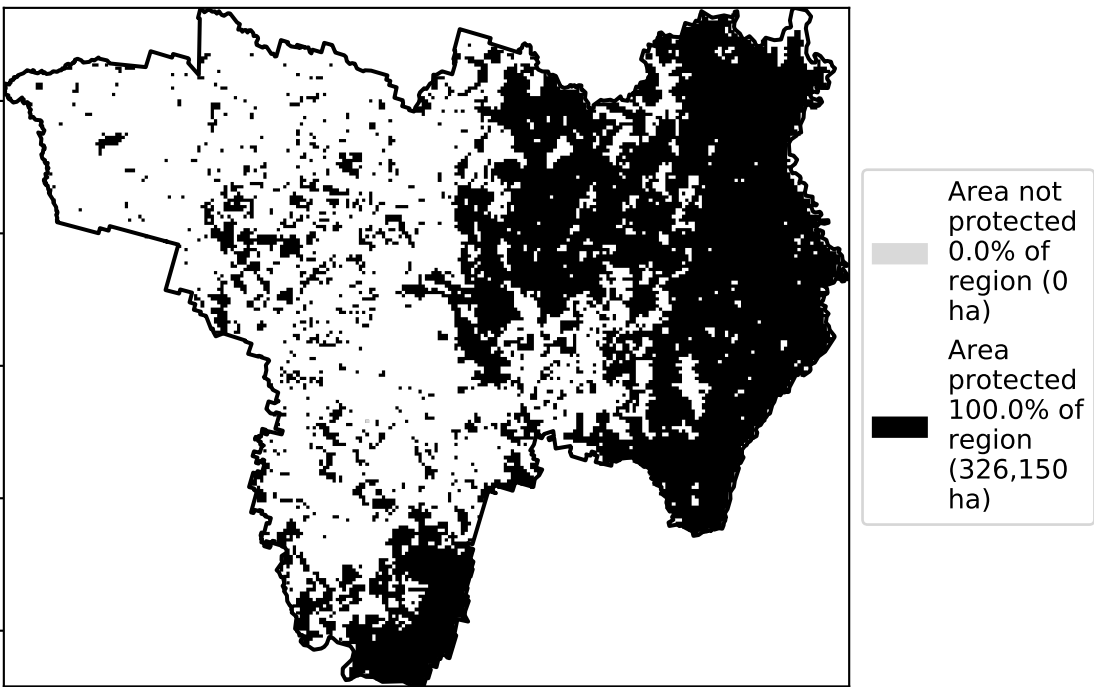 Area not
protected
0.0% of
region (0
ha)
Area
protected
100.0% of
region
(326,150
ha)